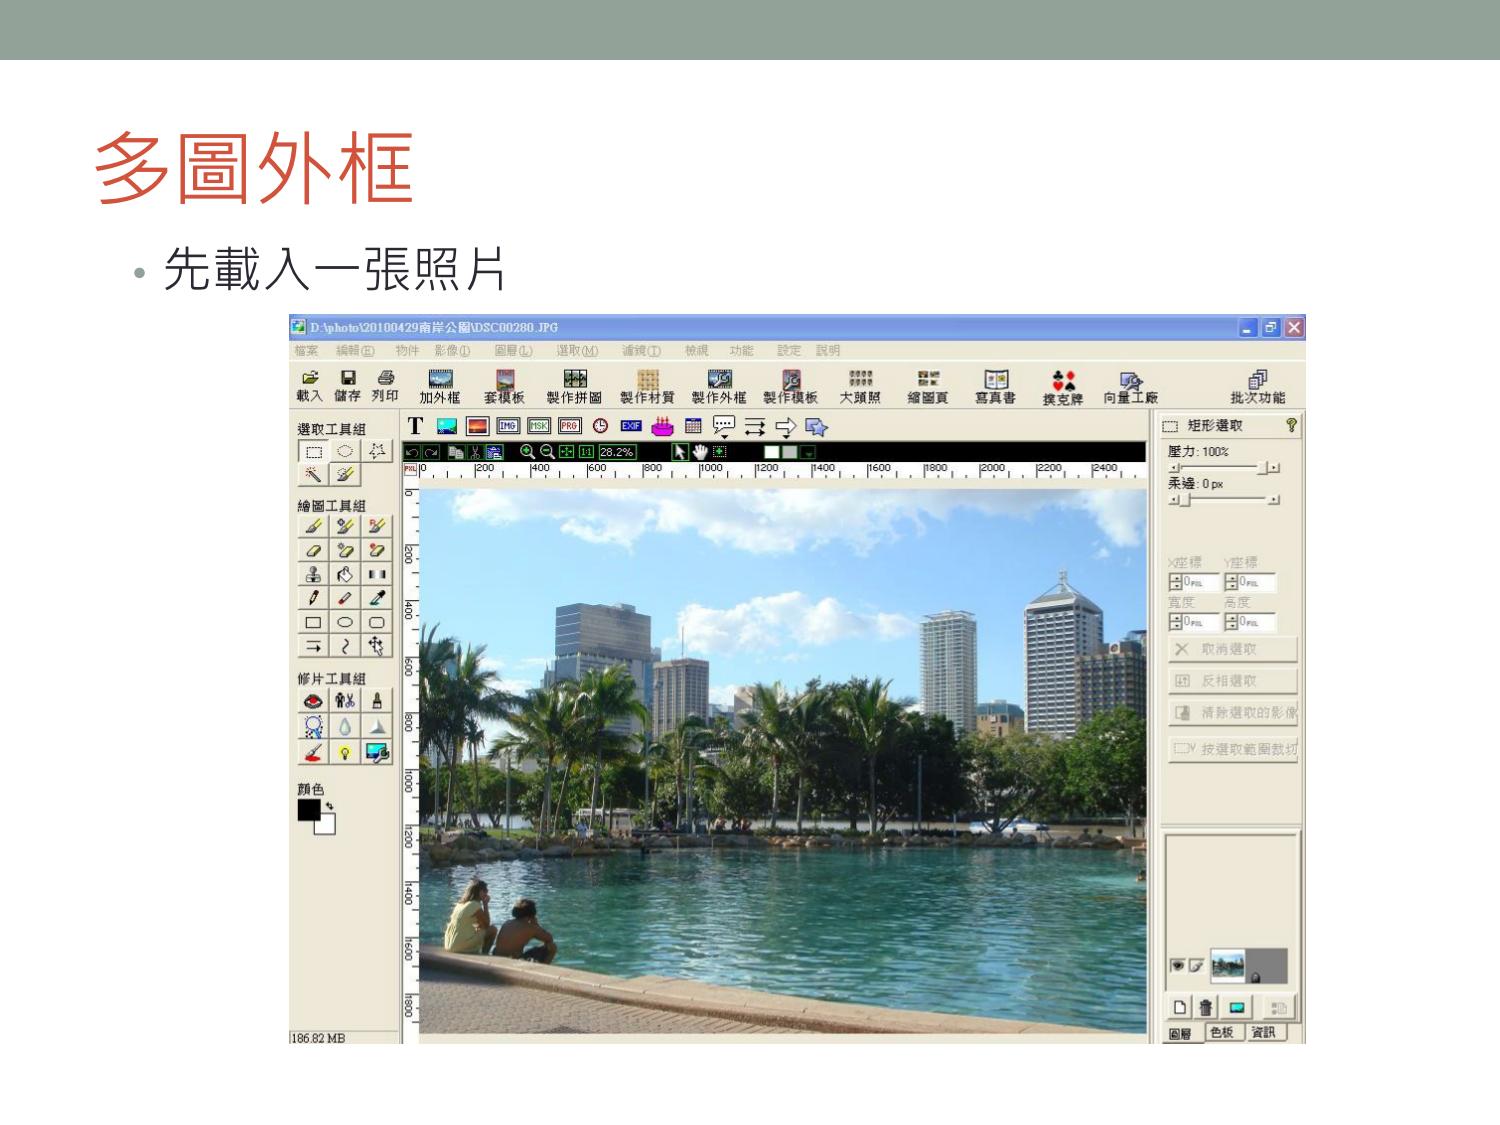 多圖外框
• 先載入一張照片
D:\photo\20100429南岸公園\DSC00280.JPG
檔案 編輯(E) 物件 影像(I) 圖層(L) 選取(M) 濾鏡(T) 檢視 功能 設定 說明
載入 儲存 列印 加外框 套模板 製作拼圖 製作材質 製作外框 製作模板 大頭照 縮圖頁 寫真書 撲克牌 向量工廠 批次功能
選取工具組
T IMG MSK PRG EXIF
矩形選取 ?
1:1 28.2%
壓力: 100%
PXL 0 200 400 600 800 1000 1200 1400 1600 1800 2000 2200 2400
柔邊: 0 px
繪圖工具組
0
200
400
600
800
1000
1200
1400
1600
1800
X座標 Y座標
0 PXL 0 PXL
寬度 高度
0 PXL 0 PXL
取消選取
反相選取
清除選取的影像
按選取範圍裁切
修片工具組
顏色
186.82 MB
圖層 色板 資訊